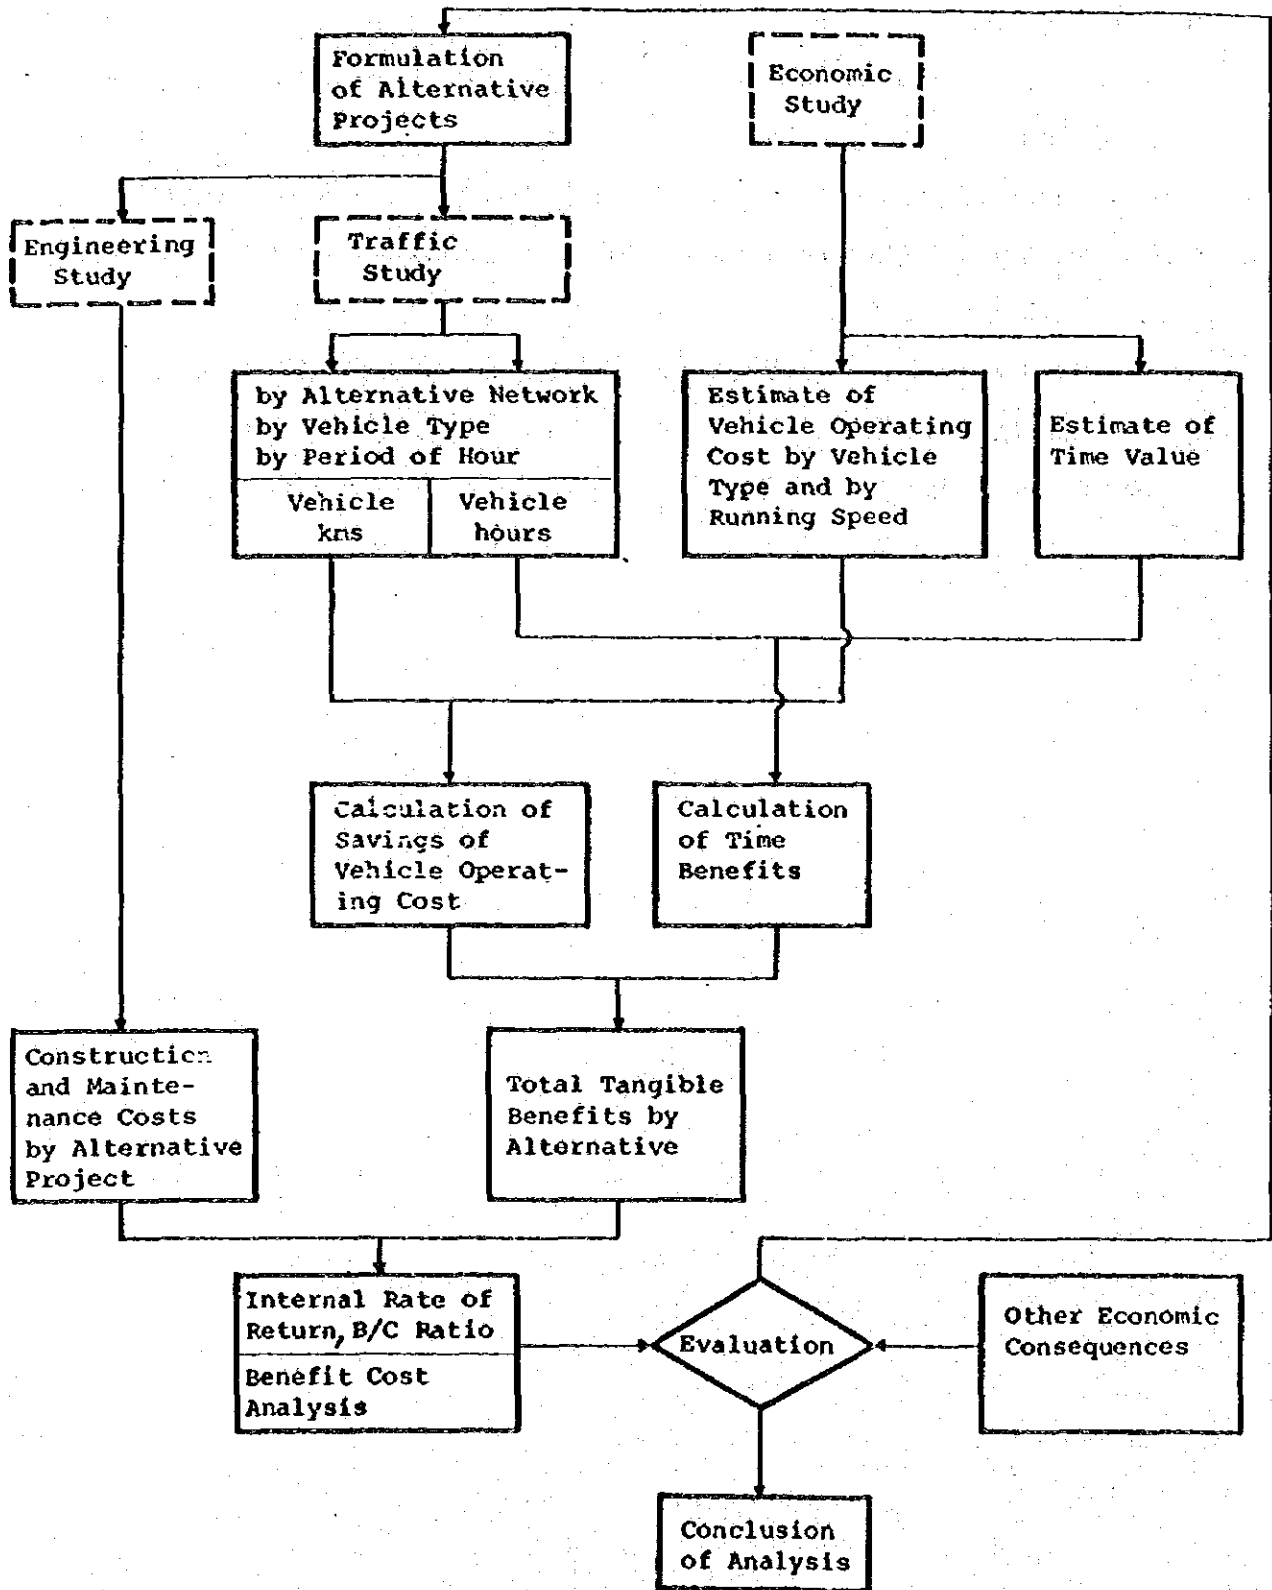 Formulation
of Alternative
Projects
Economic
Study
Engineering
Study
Traffic
Study
by Alternative Network
by Vehicle Type
by Period of Hour
Vehicle
kms
Vehicle
hours
Estimate of
Vehicle Operating
Cost by Vehicle
Type and by
Running Speed
Estimate of
Time Value
Calculation of
Savings of
Vehicle Operat-
ing Cost
Calculation
of Time
Benefits
Construction
and Mainte-
nance Costs
by Alternative
Project
Total Tangible
Benefits by
Alternative
Internal Rate of
Return, B/C Ratio
Benefit Cost
Analysis
Evaluation
Other Economic
Consequences
Conclusion
of Analysis